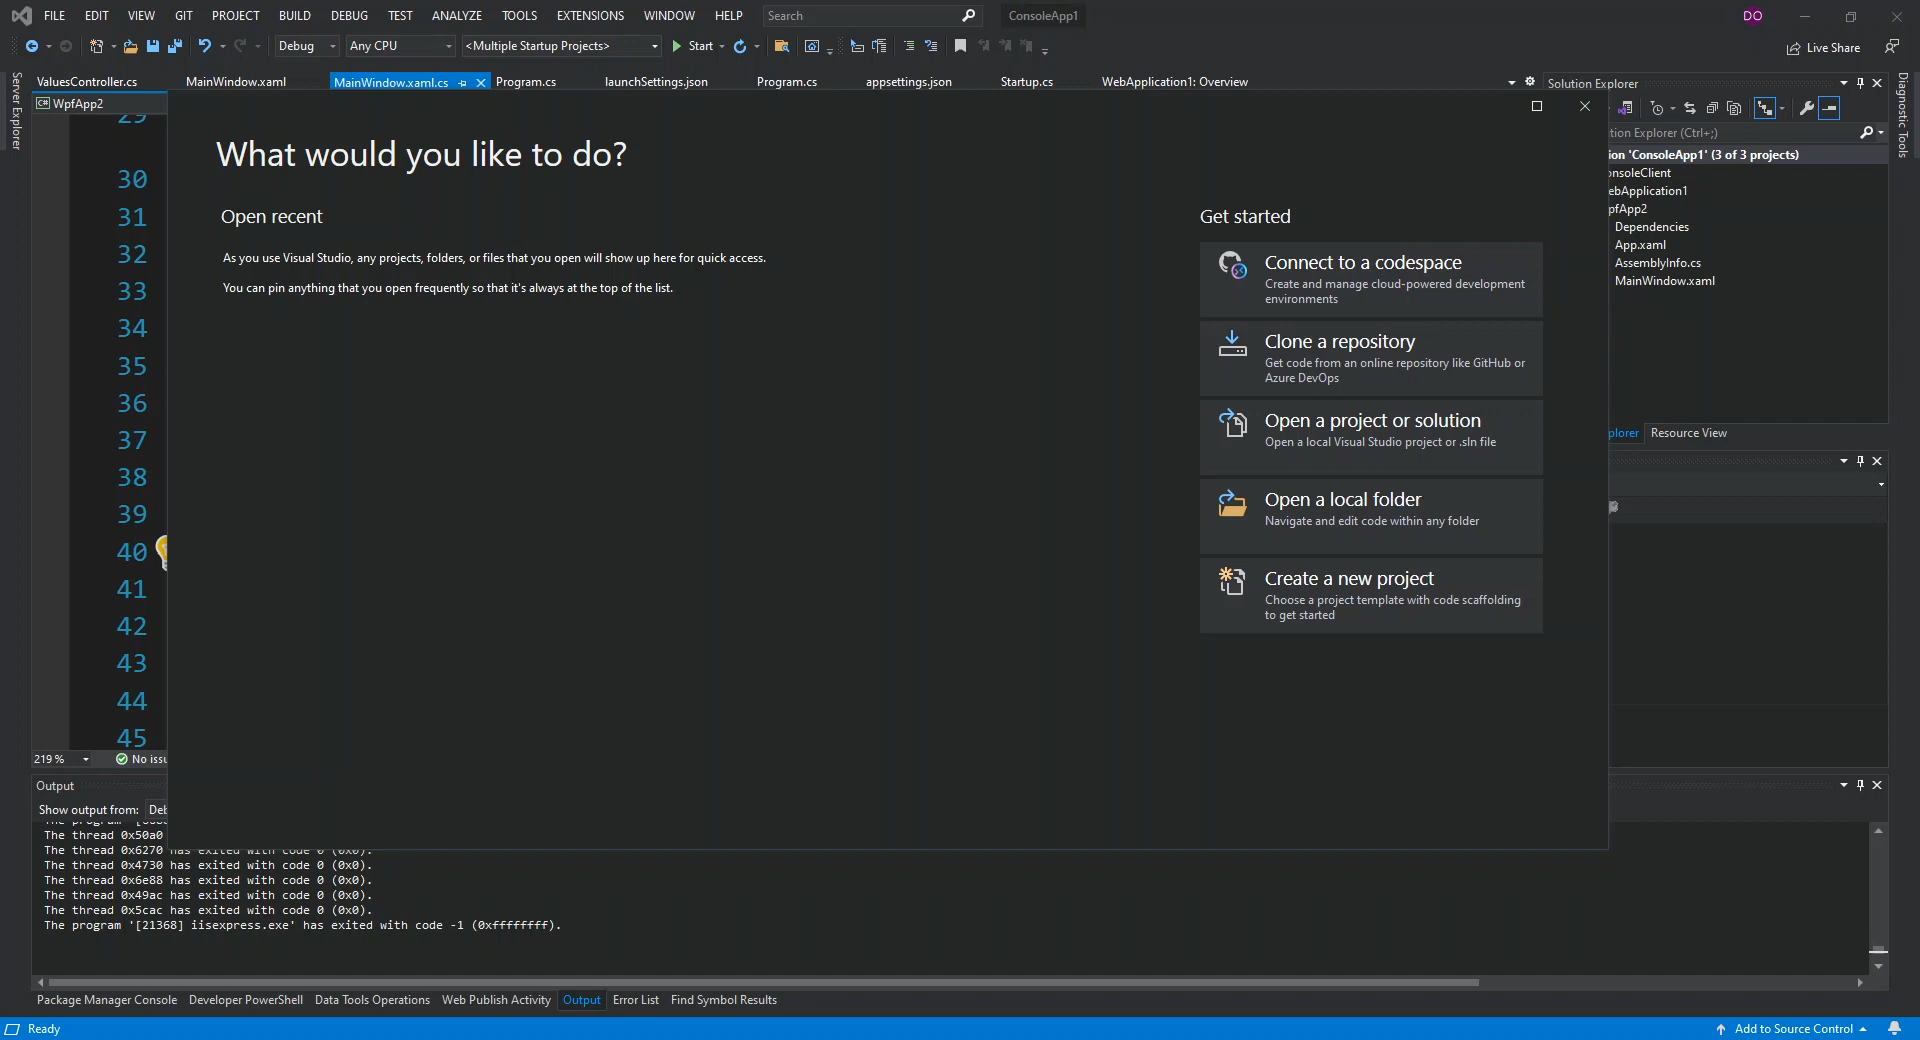 FILE EDIT VIEW GIT PROJECT BUILD DEBUG TEST ANALYZE TOOLS EXTENSIONS WINDOW HELP Search ConsoleApp1 DO
Debug Any CPU <Multiple Startup Projects> Start Live Share
ValuesController.cs MainWindow.xaml MainWindow.xaml.cs Program.cs launchSettings.json Program.cs appsettings.json Startup.cs WebApplication1: Overview
Server Explorer
C# WpfApp2
29
30
31
32
33
34
35
36
37
38
39
40
41
42
43
44
45
219 % No issu
What would you like to do?
Open recent
As you use Visual Studio, any projects, folders, or files that you open will show up here for quick access.
You can pin anything that you open frequently so that it's always at the top of the list.
Get started
Connect to a codespace
Create and manage cloud-powered development
environments
Clone a repository
Get code from an online repository like GitHub or
Azure DevOps
Open a project or solution
Open a local Visual Studio project or .sln file
Open a local folder
Navigate and edit code within any folder
Create a new project
Choose a project template with code scaffolding
to get started
Solution Explorer
tion Explorer (Ctrl+;)
ion 'ConsoleApp1' (3 of 3 projects)
onsoleClient
ebApplication1
pfApp2
Dependencies
App.xaml
AssemblyInfo.cs
MainWindow.xaml
plorer Resource View
Diagnostic Tools
Output
Show output from: Deb
The thread 0x50a0
The thread 0x6270 has exited with code 0 (0x0).
The thread 0x4730 has exited with code 0 (0x0).
The thread 0x6e88 has exited with code 0 (0x0).
The thread 0x49ac has exited with code 0 (0x0).
The thread 0x5cac has exited with code 0 (0x0).
The program '[21368] iisexpress.exe' has exited with code -1 (0xffffffff).
Package Manager Console Developer PowerShell Data Tools Operations Web Publish Activity Output Error List Find Symbol Results
Ready Add to Source Control